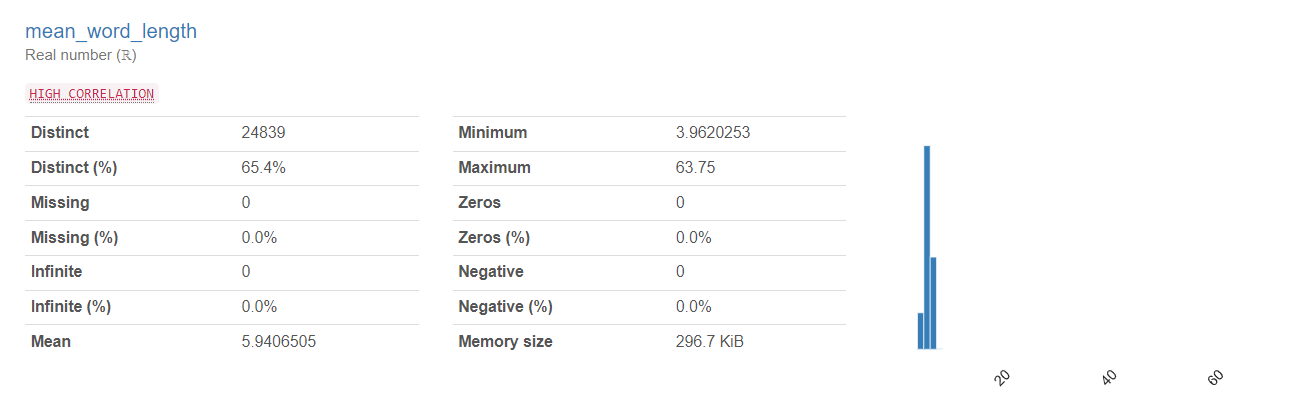 mean_word_length
Real number (ℝ)
HIGH CORRELATION
Distinct 24839
Distinct (%) 65.4%
Missing 0
Missing (%) 0.0%
Infinite 0
Infinite (%) 0.0%
Mean 5.9406505
Minimum 3.9620253
Maximum 63.75
Zeros 0
Zeros (%) 0.0%
Negative 0
Negative (%) 0.0%
Memory size 296.7 KiB
20
40
60